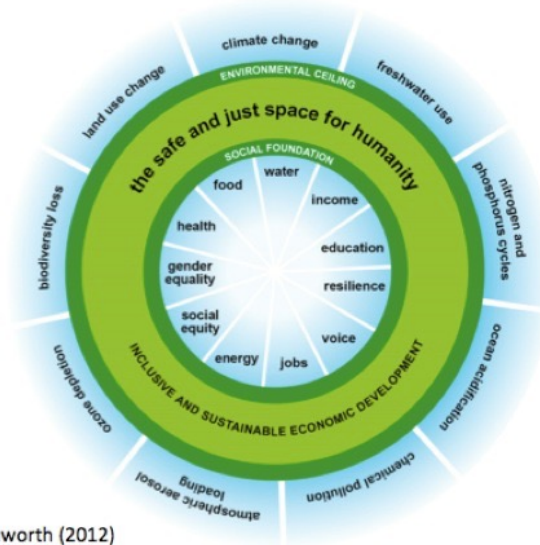 climate change
freshwater use
nitrogen and
phosphorus cycles
ocean acidification
chemical pollution
atmospheric aerosol
loading
ozone depletion
biodiversity loss
land use change
ENVIRONMENTAL CEILING
the safe and just space for humanity
SOCIAL FOUNDATION
water
income
education
resilience
voice
jobs
energy
social
equity
gender
equality
health
food
INCLUSIVE AND SUSTAINABLE ECONOMIC DEVELOPMENT
worth (2012)